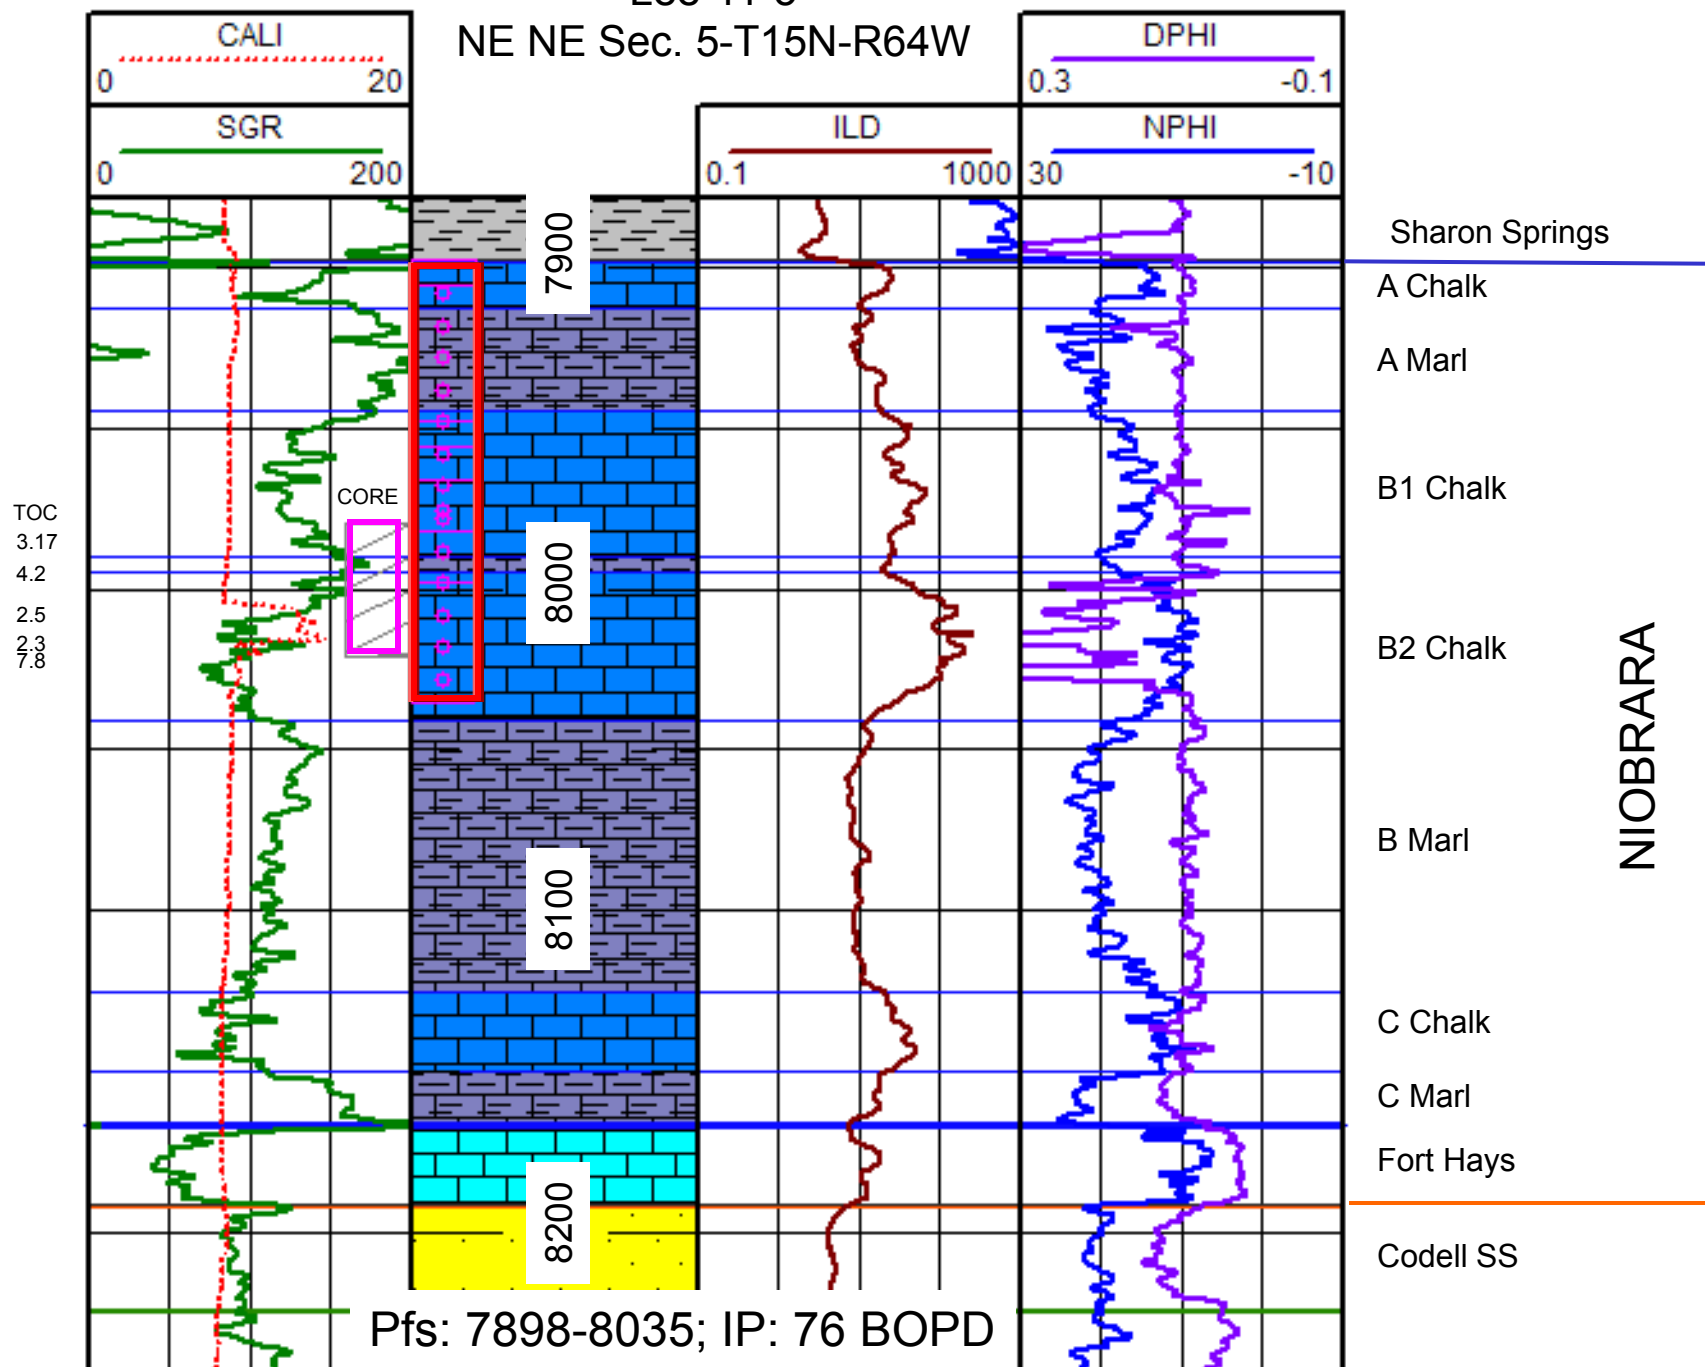 NE NE Sec. 5-T15N-R64W
CALI
0 20
SGR
0 200
ILD
0.1 1000
DPHI
0.3 -0.1
NPHI
30 -10
7900
8000
8100
8200
CORE
TOC
3.17
4.2
2.5
2.3
7.8
Sharon Springs
A Chalk
A Marl
B1 Chalk
B2 Chalk
B Marl
C Chalk
C Marl
Fort Hays
Codell SS
NIOBRARA
Pfs: 7898-8035; IP: 76 BOPD